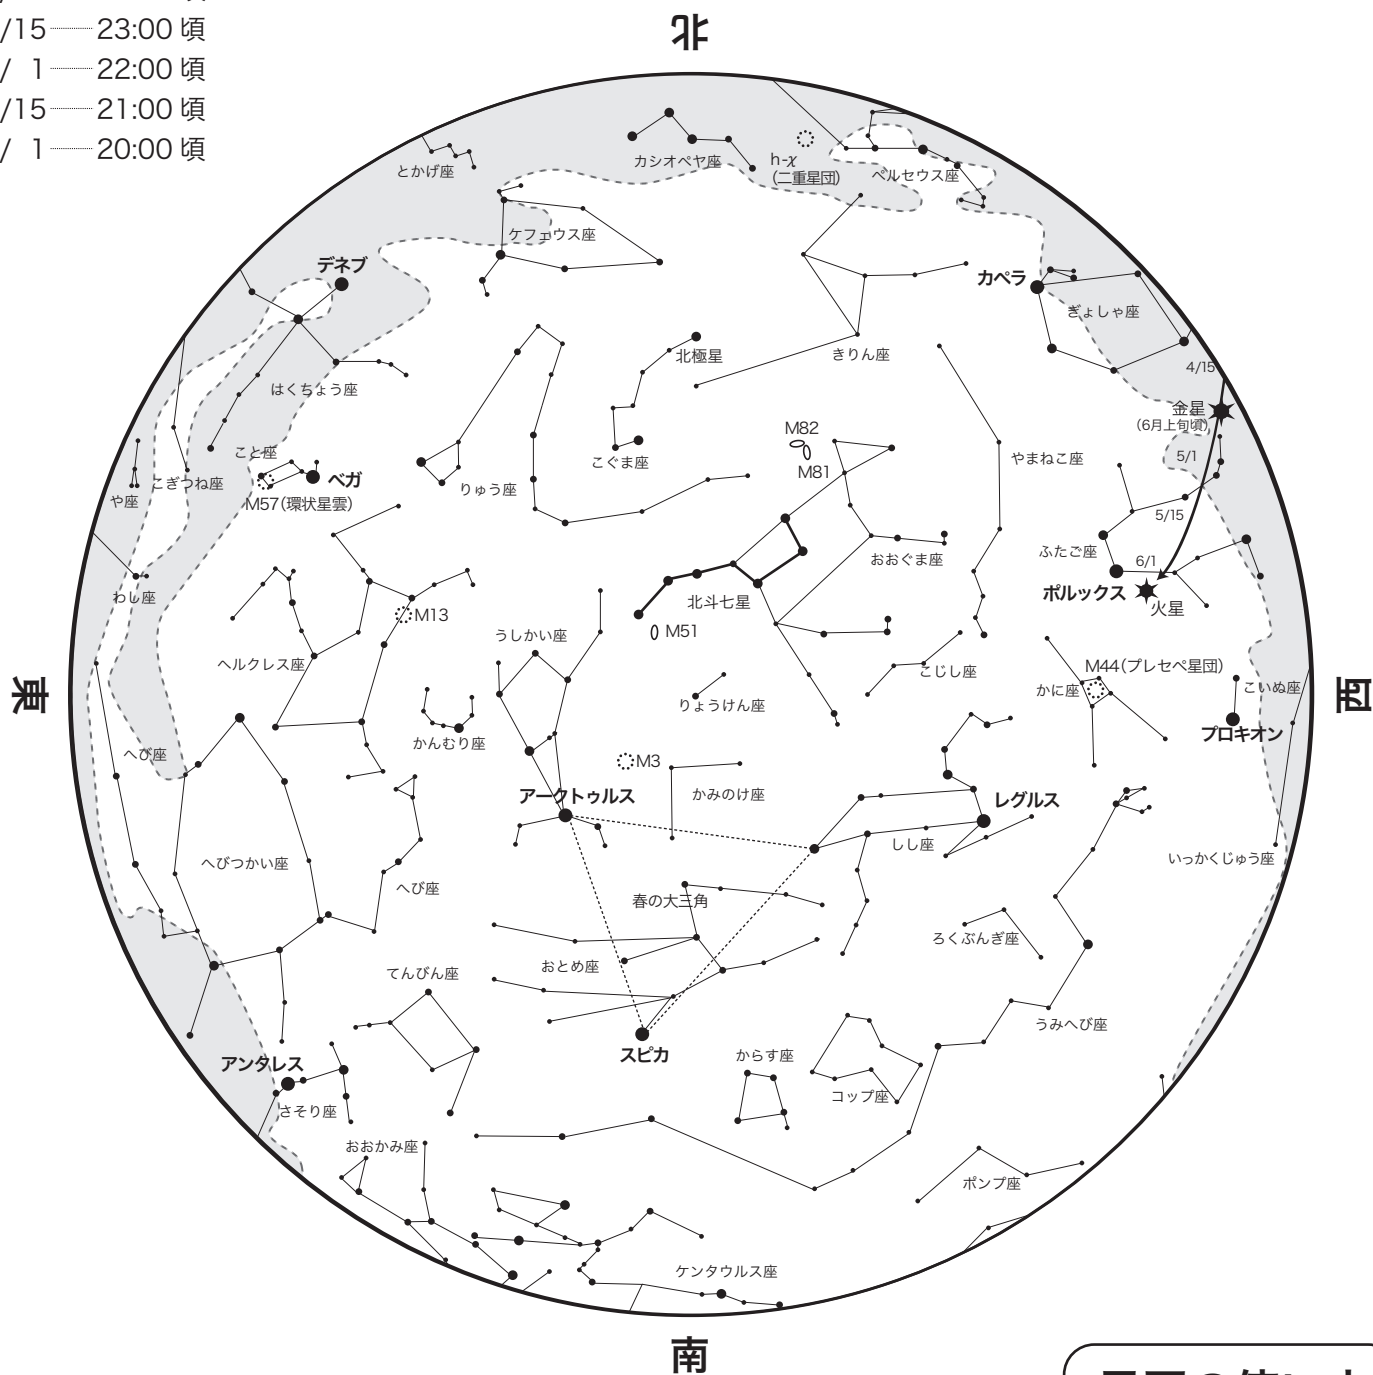 /15 23:00 頃
/ 1 22:00 頃
/15 21:00 頃
/ 1 20:00 頃
北
とかげ座
カシオペヤ座
h-χ
(二重星団)
ペルセウス座
ケフェウス座
デネブ
カペラ
ぎょしゃ座
北極星
きりん座
4/15
はくちょう座
金星
(6月上旬頃)
M82
M81
こと座
ベガ
こぐま座
やまねこ座
5/1
や座
こぎつね座
M57(環状星雲)
りゅう座
5/15
おおぐま座
ふたご座
6/1
わし座
北斗七星
ポルックス
火星
M13
うしかい座
M51
ヘルクレス座
こじし座
M44(プレセペ星団)
かに座
こいぬ座
東
西
りょうけん座
プロキオン
かんむり座
へび座
M3
アークトゥルス
かみのけ座
レグルス
しし座
いっかくじゅう座
へびつかい座
へび座
春の大三角
ろくぶんぎ座
おとめ座
てんびん座
うみへび座
スピカ
からす座
アンタレス
コップ座
さそり座
おおかみ座
ポンプ座
ケンタウルス座
南